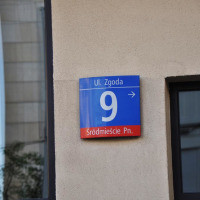 Ul. Zgoda
9 →
Śródmieście Pn.